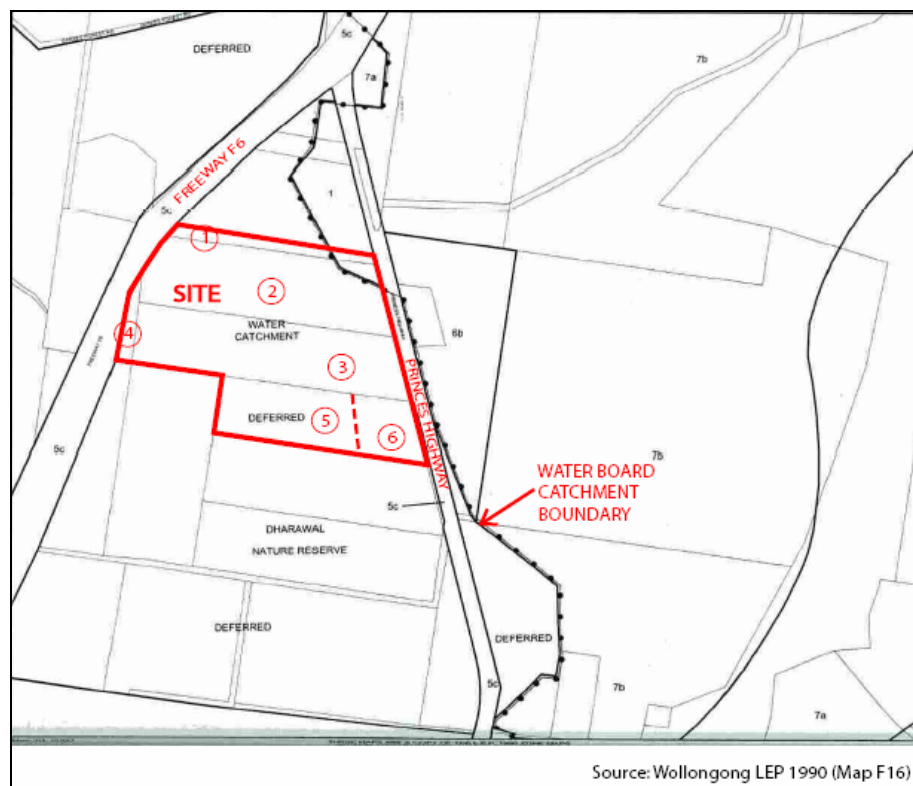 DEFERRED
5c
7a
7b
FREEWAY F6
1
5c
1
SITE
2
WATER
CATCHMENT
6b
4
3
PRINCES HIGHWAY
DEFERRED
5
6
5c
7b
WATER BOARD
CATCHMENT
BOUNDARY
5c
DHARAWAL
NATURE RESERVE
DEFERRED
DEFERRED
5c
7b
7a
Source: Wollongong LEP 1990 (Map F16)